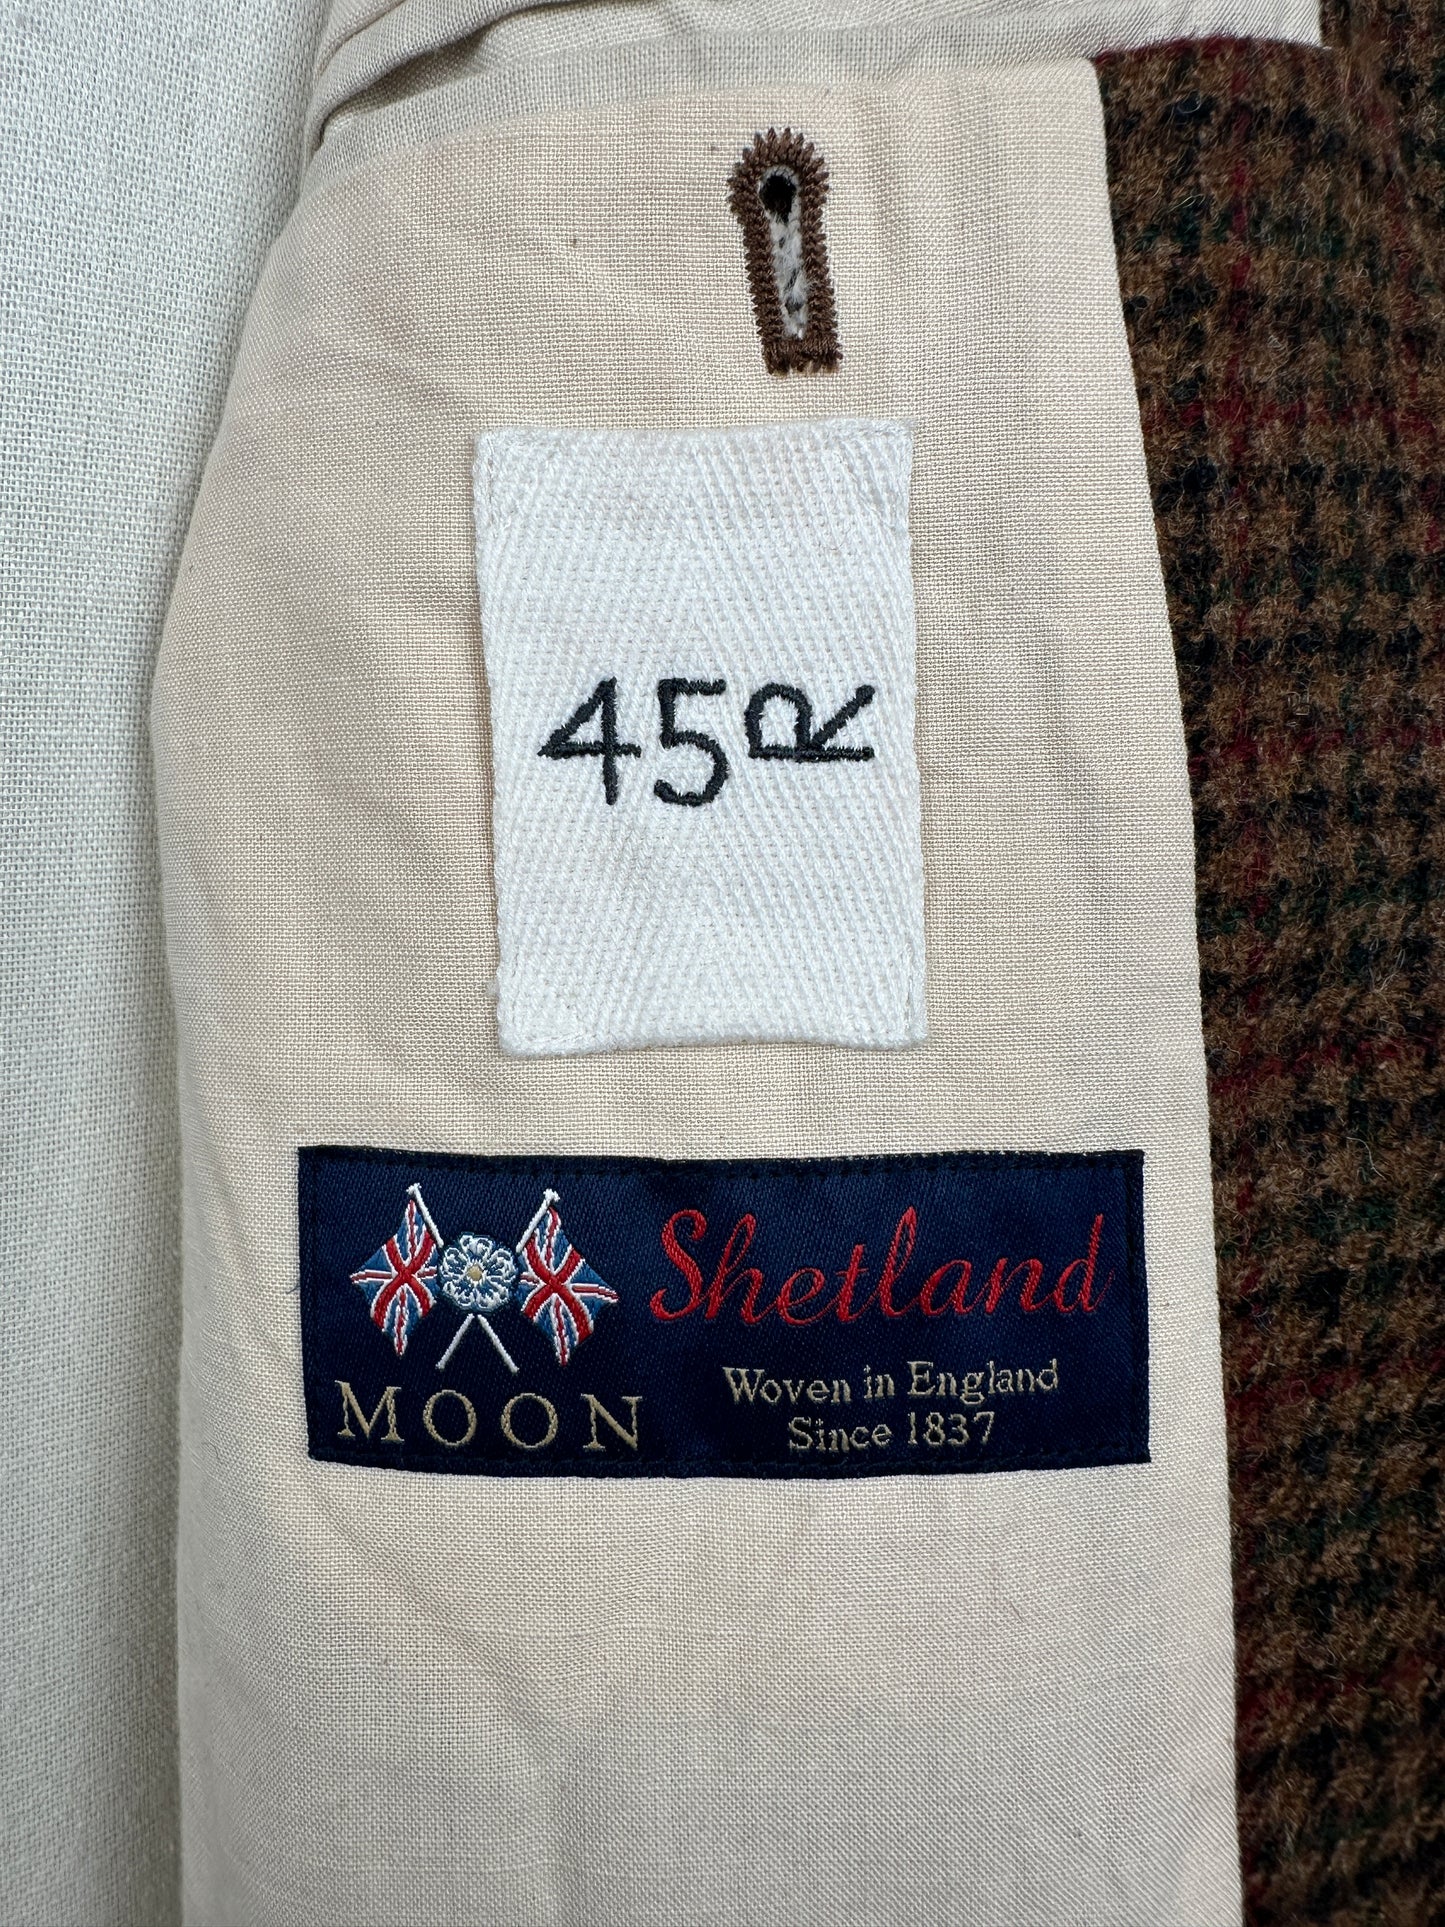 45R
Shetland
MOON
Woven in England
Since 1837